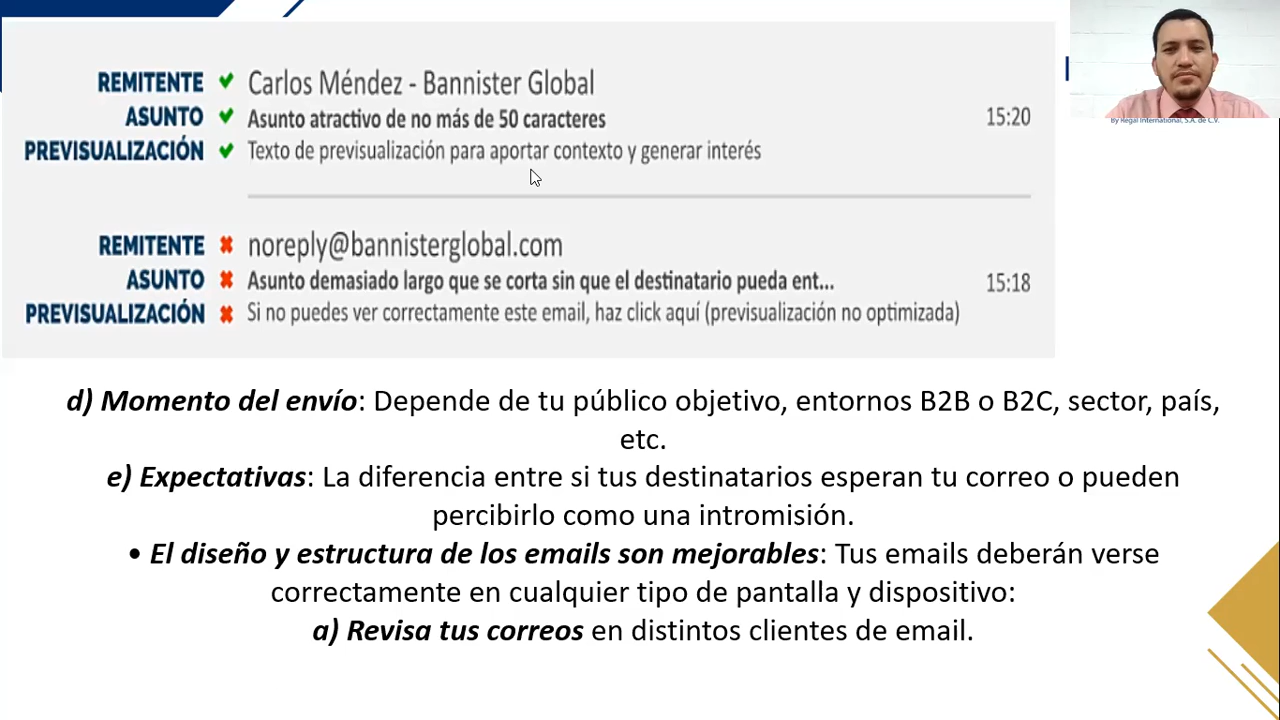 REMITENTE ✔ Carlos Méndez - Bannister Global
ASUNTO ✔ Asunto atractivo de no más de 50 caracteres 15:20
PREVISUALIZACIÓN ✔ Texto de previsualización para aportar contexto y generar interés
REMITENTE ✖ noreply@bannisterglobal.com
ASUNTO ✖ Asunto demasiado largo que se corta sin que el destinatario pueda ent... 15:18
PREVISUALIZACIÓN ✖ Si no puedes ver correctamente este email, haz click aquí (previsualización no optimizada)
By Regal International, S.A. de C.V.
d) Momento del envío: Depende de tu público objetivo, entornos B2B o B2C, sector, país,
etc.
e) Expectativas: La diferencia entre si tus destinatarios esperan tu correo o pueden
percibirlo como una intromisión.
• El diseño y estructura de los emails son mejorables: Tus emails deberán verse
correctamente en cualquier tipo de pantalla y dispositivo:
a) Revisa tus correos en distintos clientes de email.